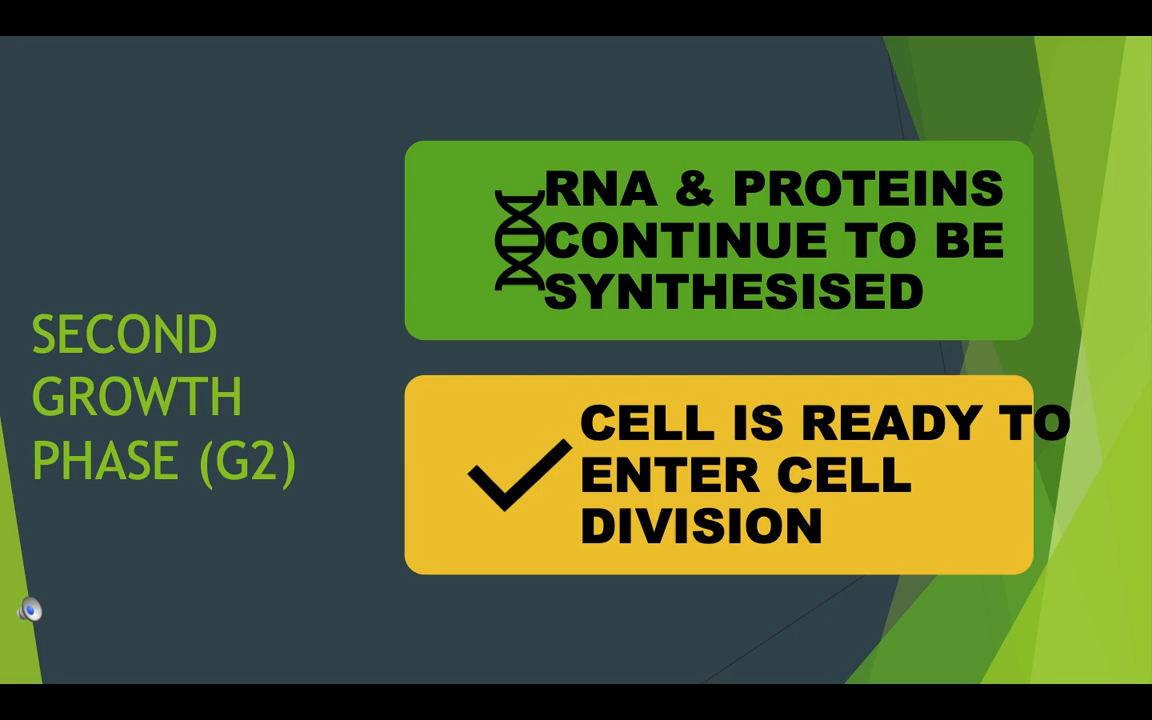 SECOND
GROWTH
PHASE (G2)
RNA & PROTEINS
CONTINUE TO BE
SYNTHESISED
CELL IS READY TO
ENTER CELL
DIVISION